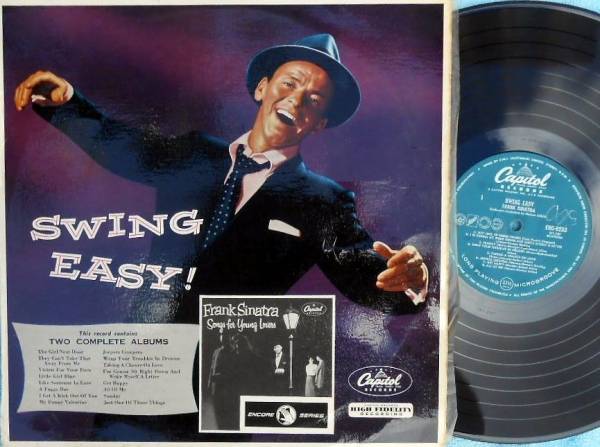 SWING
EASY!
This record contains
TWO COMPLETE ALBUMS
The Girl Next Door
They Can't Take That
Away From Me
Violets For Your Furs
Little Girl Blue
Like Someone In Love
A Foggy Day
I Get A Kick Out Of You
My Funny Valentine
Jeepers Creepers
Wrap Your Troubles In Dreams
Taking A Chance On Love
I'm Gonna Sit Right Down And
Write Myself A Letter
Get Happy
All Of Me
Sunday
Just One Of Those Things
Frank Sinatra
Capitol
Songs for Young Lovers
ENCORE SERIES
Capitol
RECORDS
HIGH FIDELITY
RECORDING
Capitol
RECORDS
SWING EASY
FRANK SINATRA
LONG PLAYING
MICROGROOVE